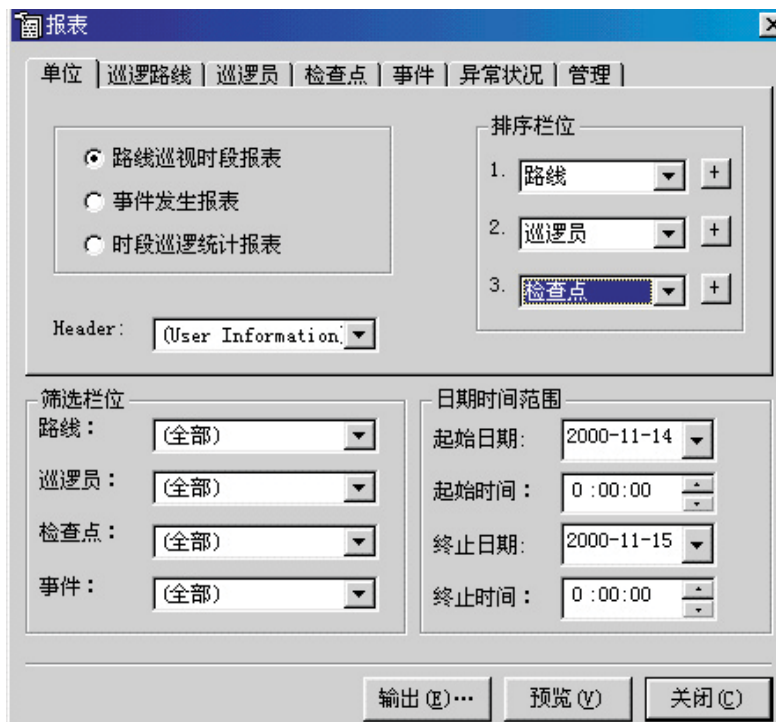 报表
单位 巡逻路线 巡逻员 检查点 事件 异常状况 管理
路线巡视时段报表
事件发生报表
时段巡逻统计报表
Header: (User Information)
排序栏位
1. 路线 +
2. 巡逻员 +
3. 检查点 +
筛选栏位
路线： (全部)
巡逻员： (全部)
检查点： (全部)
事件： (全部)
日期时间范围
起始日期: 2000-11-14
起始时间： 0 :00:00
终止日期: 2000-11-15
终止时间： 0 :00:00
输出(E)… 预览(V) 关闭(C)